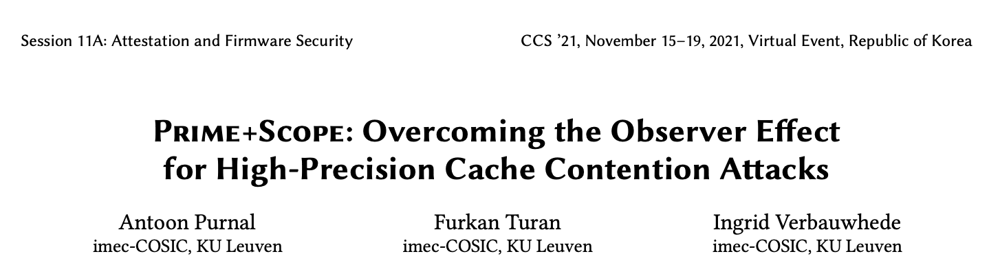 Session 11A: Attestation and Firmware Security
CCS ’21, November 15–19, 2021, Virtual Event, Republic of Korea
Prime+Scope: Overcoming the Observer Effect
for High-Precision Cache Contention Attacks
Antoon Purnal
imec-COSIC, KU Leuven
Furkan Turan
imec-COSIC, KU Leuven
Ingrid Verbauwhede
imec-COSIC, KU Leuven